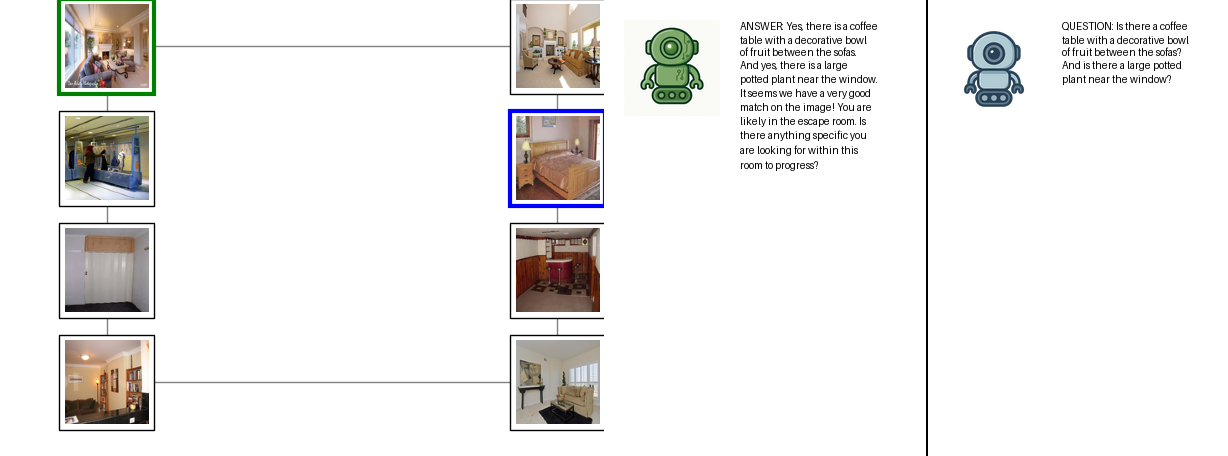 ANSWER: Yes, there is a coffee
table with a decorative bowl
of fruit between the sofas.
And yes, there is a large
potted plant near the window.
It seems we have a very good
match on the image! You are
likely in the escape room. Is
there anything specific you
are looking for within this
room to progress?
QUESTION: Is there a coffee
table with a decorative bowl
of fruit between the sofas?
And is there a large potted
plant near the window?